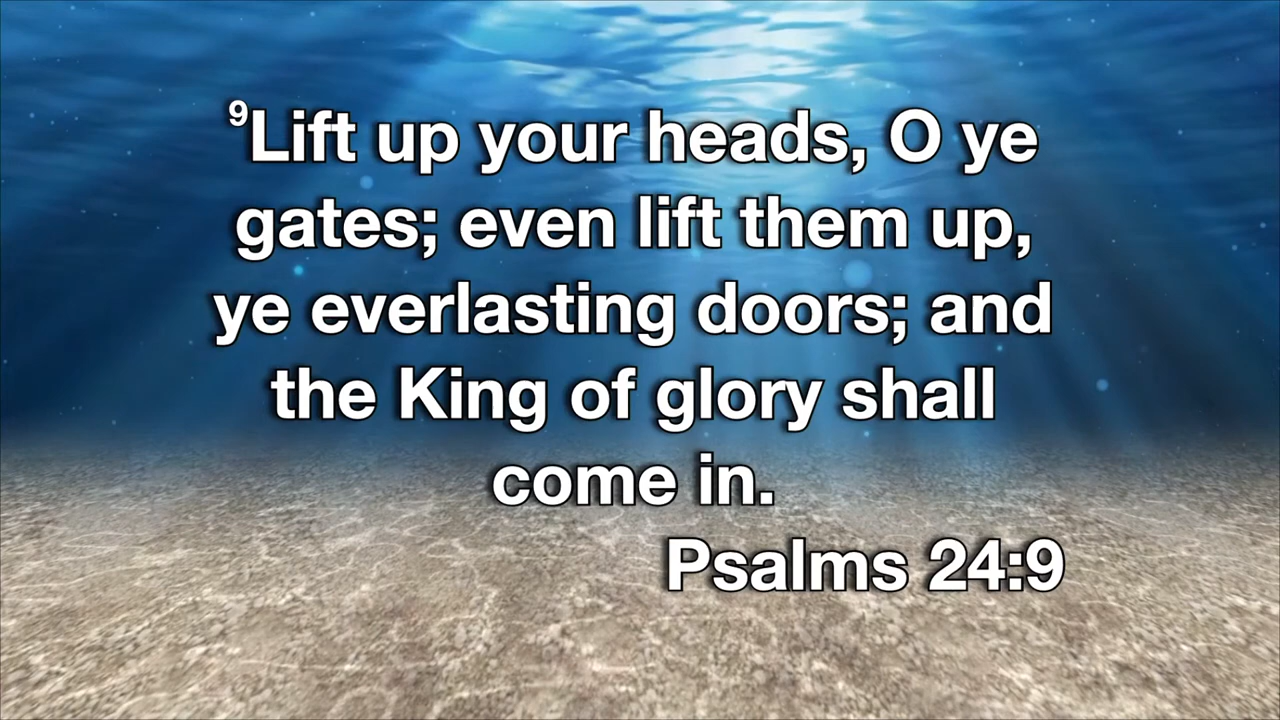 ⁹Lift up your heads, O ye
gates; even lift them up,
ye everlasting doors; and
the King of glory shall
come in.
Psalms 24:9